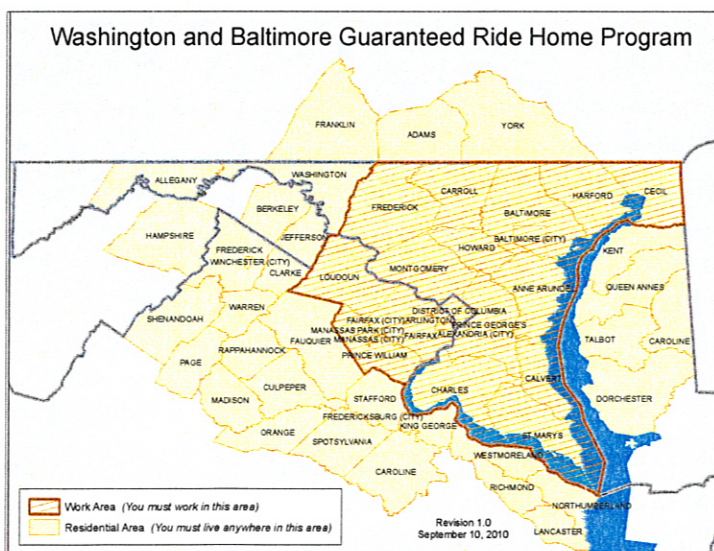 Washington and Baltimore Guaranteed Ride Home Program
FRANKLIN
ADAMS
YORK
ALLEGANY
WASHINGTON
FREDERICK
CARROLL
BALTIMORE
HARFORD
CECIL
HAMPSHIRE
BERKELEY
JEFFERSON
FREDERICK
WINCHESTER (CITY)
CLARKE
LOUDOUN
MONTGOMERY
HOWARD
BALTIMORE (CITY)
KENT
ANNE ARUNDEL
QUEEN ANNES
SHENANDOAH
WARREN
DISTRICT OF COLUMBIA
FAIRFAX (CITY)
ARLINGTON
PRINCE GEORGE'S
MANASSAS PARK (CITY)
FAIRFAX
ALEXANDRIA (CITY)
MANASSAS (CITY)
FAUQUIER
TALBOT
CAROLINE
PAGE
RAPPAHANNOCK
PRINCE WILLIAM
MADISON
CULPEPER
STAFFORD
CHARLES
CALVERT
DORCHESTER
FREDERICKSBURG (CITY)
KING GEORGE
ORANGE
SPOTSYLVANIA
ST MARYS
CAROLINE
WESTMORELAND
RICHMOND
NORTHUMBERLAND
LANCASTER
Work Area (You must work in this area)
Residential Area (You must live anywhere in this area)
Revision 1.0
September 10, 2010